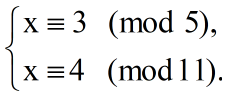 x ≡ 3 (mod 5),
x ≡ 4 (mod 11).